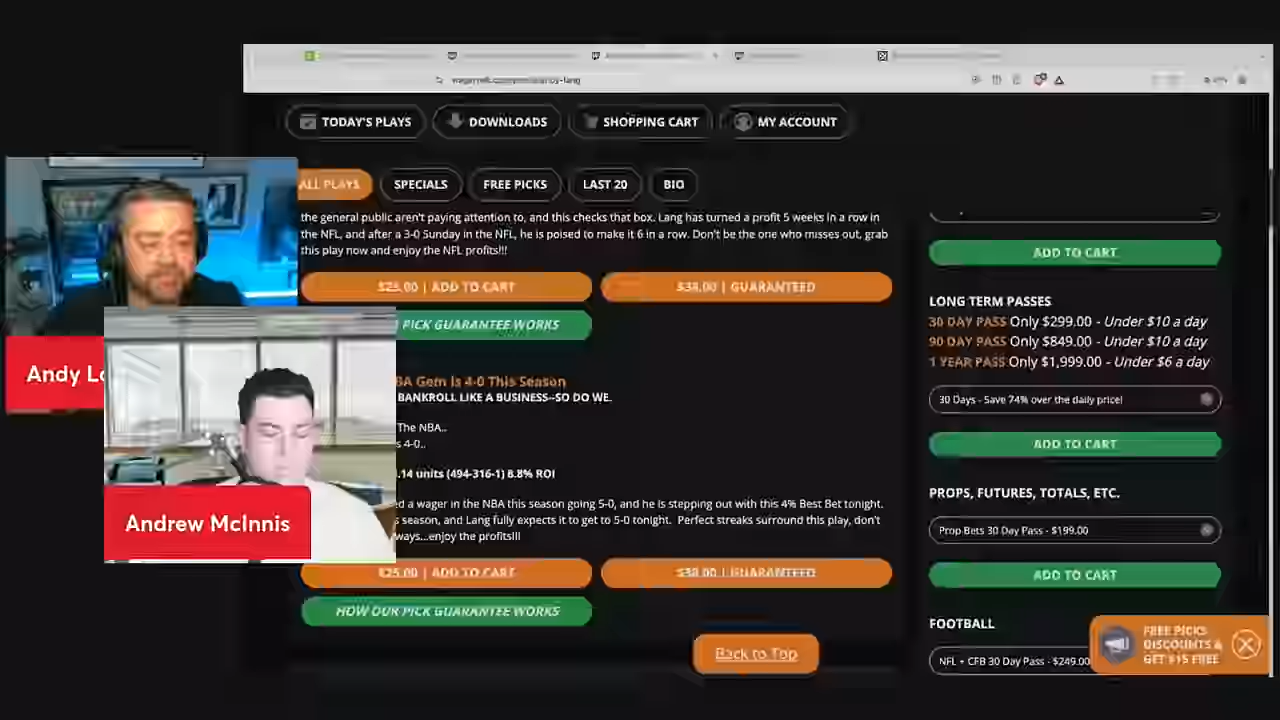 TODAY'S PLAYS
DOWNLOADS
SHOPPING CART
MY ACCOUNT
ALL PLAYS
SPECIALS
FREE PICKS
LAST 20
BIO
the general public aren't paying attention to, and this checks that box. Lang has turned a profit 5 weeks in a row in
the NFL, and after a 3-0 Sunday in the NFL, he is poised to make it 6 in a row. Don't be the one who misses out, grab
this play now and enjoy the NFL profits!!!
$25.00 | ADD TO CART
$38.00 | GUARANTEED
PICK GUARANTEE WORKS
BA Gem Is 4-0 This Season
BANKROLL LIKE A BUSINESS--SO DO WE.
The NBA..
s 4-0..
.14 units (494-316-1) 8.8% ROI
ed a wager in the NBA this season going 5-0, and he is stepping out with this 4% Best Bet tonight.
s season, and Lang fully expects it to get to 5-0 tonight. Perfect streaks surround this play, don't
ways...enjoy the profits!!!
$25.00 | ADD TO CART
$38.00 | GUARANTEED
HOW OUR PICK GUARANTEE WORKS
Back to Top
ADD TO CART
LONG TERM PASSES
30 DAY PASS Only $299.00 - Under $10 a day
90 DAY PASS Only $849.00 - Under $10 a day
1 YEAR PASS Only $1,999.00 - Under $6 a day
30 Days - Save 74% over the daily price!
ADD TO CART
PROPS, FUTURES, TOTALS, ETC.
Prop Bets 30 Day Pass - $199.00
ADD TO CART
FOOTBALL
NFL + CFB 30 Day Pass - $249.00
FREE PICKS
DISCOUNTS &
GET $15 FREE
Andy L
Andrew McInnis